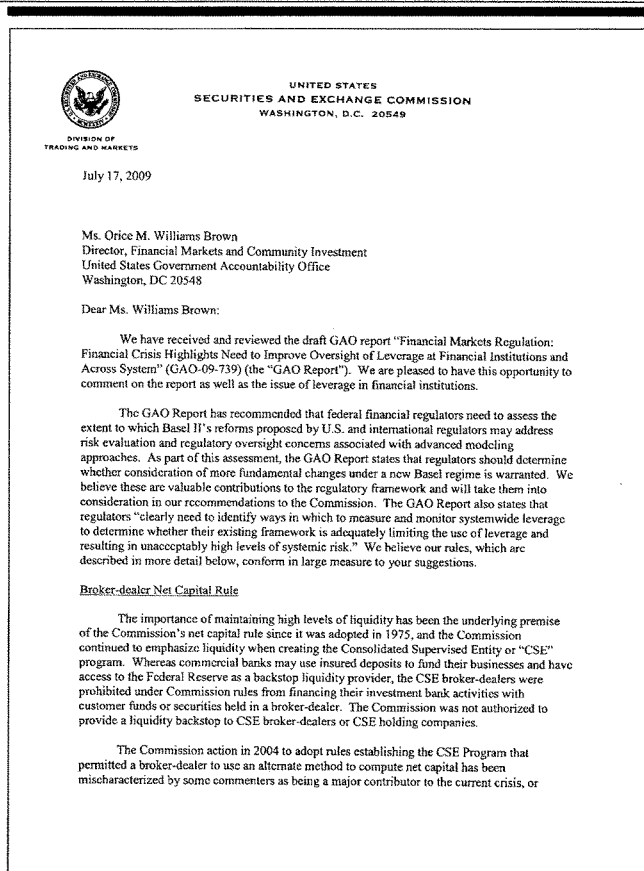 UNITED STATES
SECURITIES AND EXCHANGE COMMISSION
WASHINGTON, D.C. 20549
DIVISION OF
TRADING AND MARKETS
July 17, 2009
Ms. Orice M. Williams Brown
Director, Financial Markets and Community Investment
United States Government Accountability Office
Washington, DC 20548
Dear Ms. Williams Brown:
We have received and reviewed the draft GAO report “Financial Markets Regulation:
Financial Crisis Highlights Need to Improve Oversight of Leverage at Financial Institutions and
Across System” (GAO-09-739) (the “GAO Report”). We are pleased to have this opportunity to
comment on the report as well as the issue of leverage in financial institutions.
The GAO Report has recommended that federal financial regulators need to assess the
extent to which Basel II’s reforms proposed by U.S. and international regulators may address
risk evaluation and regulatory oversight concerns associated with advanced modeling
approaches. As part of this assessment, the GAO Report states that regulators should determine
whether consideration of more fundamental changes under a new Basel regime is warranted. We
believe these are valuable contributions to the regulatory framework and will take them into
consideration in our recommendations to the Commission. The GAO Report also states that
regulators “clearly need to identify ways in which to measure and monitor systemwide leverage
to determine whether their existing framework is adequately limiting the use of leverage and
resulting in unacceptably high levels of systemic risk.” We believe our rules, which are
described in more detail below, conform in large measure to your suggestions.
Broker-dealer Net Capital Rule
The importance of maintaining high levels of liquidity has been the underlying premise
of the Commission’s net capital rule since it was adopted in 1975, and the Commission
continued to emphasize liquidity when creating the Consolidated Supervised Entity or “CSE”
program. Whereas commercial banks may use insured deposits to fund their businesses and have
access to the Federal Reserve as a backstop liquidity provider, the CSE broker-dealers were
prohibited under Commission rules from financing their investment bank activities with
customer funds or securities held in a broker-dealer. The Commission was not authorized to
provide a liquidity backstop to CSE broker-dealers or CSE holding companies.
The Commission action in 2004 to adopt rules establishing the CSE Program that
permitted a broker-dealer to use an alternate method to compute net capital has been
mischaracterized by some commenters as being a major contributor to the current crisis, or